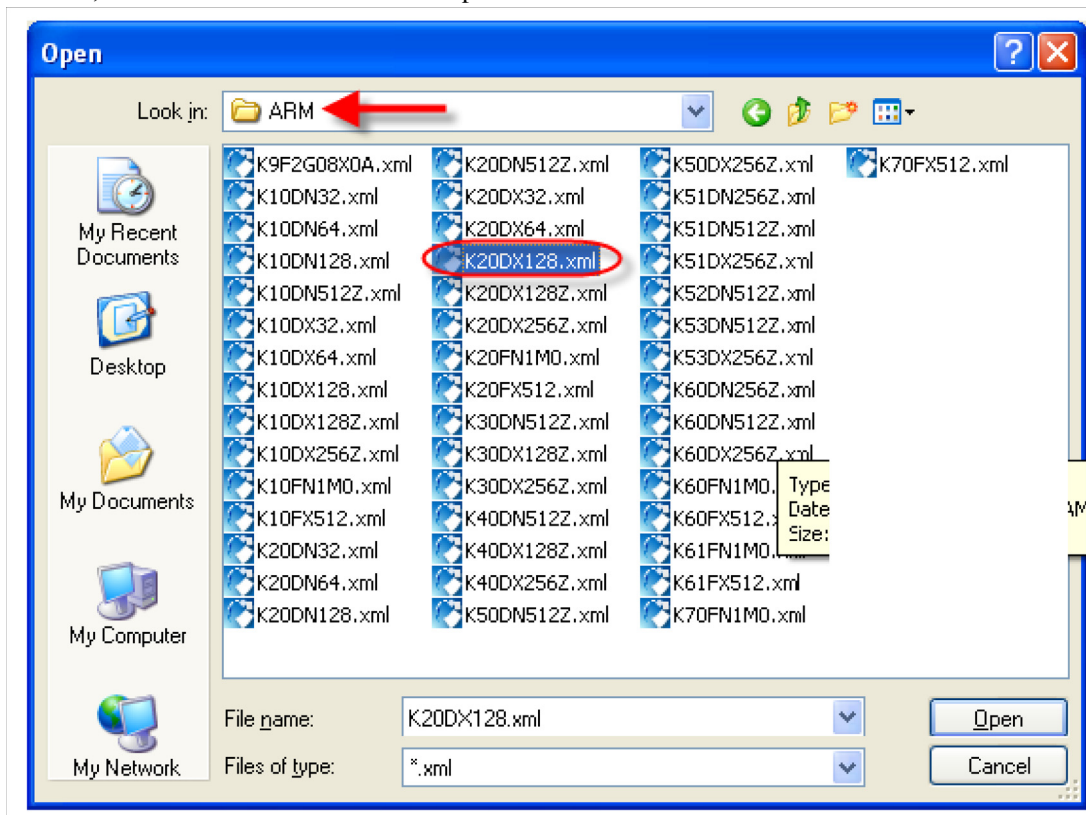 Open
Look in:
ARM
K9F2G08X0A.xml
K10DN32.xml
K10DN64.xml
K10DN128.xml
K10DN512Z.xml
K10DX32.xml
K10DX64.xml
K10DX128.xml
K10DX128Z.xml
K10DX256Z.xml
K10FN1M0.xml
K10FX512.xml
K20DN32.xml
K20DN64.xml
K20DN128.xml
K20DN512Z.xml
K20DX32.xml
K20DX64.xml
K20DX128.xml
K20DX128Z.xml
K20DX256Z.xml
K20FN1M0.xml
K20FX512.xml
K30DN512Z.xml
K30DX128Z.xml
K30DX256Z.xml
K40DN512Z.xml
K40DX128Z.xml
K40DX256Z.xml
K50DN512Z.xml
K50DX256Z.xml
K51DN256Z.xml
K51DN512Z.xml
K51DX256Z.xml
K52DN512Z.xml
K53DN512Z.xml
K53DX256Z.xml
K60DN256Z.xml
K60DN512Z.xml
K60DX256Z.xml
K60FN1M0.
K60FX512.
K61FN1M0.
K61FX512.xml
K70FN1M0.xml
K70FX512.xml
Type
Date
Size:
AM
My Recent
Documents
Desktop
My Documents
My Computer
My Network
File name:
K20DX128.xml
Open
Files of type:
*.xml
Cancel